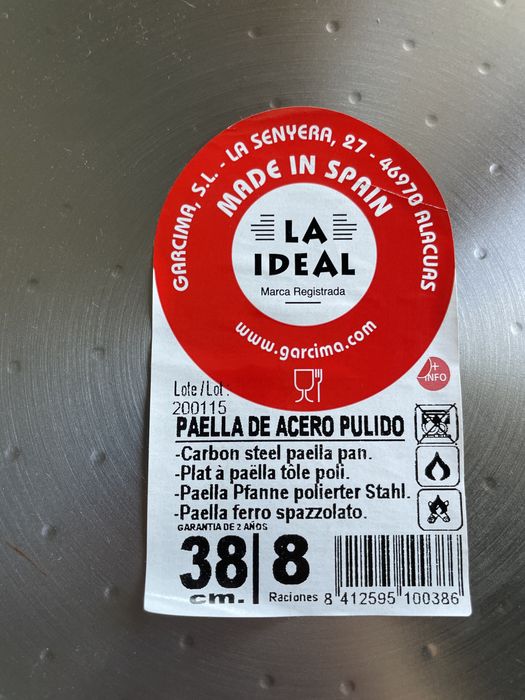 GARCIMA, S.L. - LA SENYERA, 27 - 46970 ALACUAS
MADE IN SPAIN
LA
IDEAL
Marca Registrada
www.garcima.com
+
INFO
Lote/Lot:
200115
PAELLA DE ACERO PULIDO
-Carbon steel paella pan.
-Plat à paëlla tôle poli.
-Paella Pfanne polierter Stahl.
-Paella ferro spazzolato.
GARANTIA DE 2 AÑOS
38 8
cm. Raciones 8 412595 100386